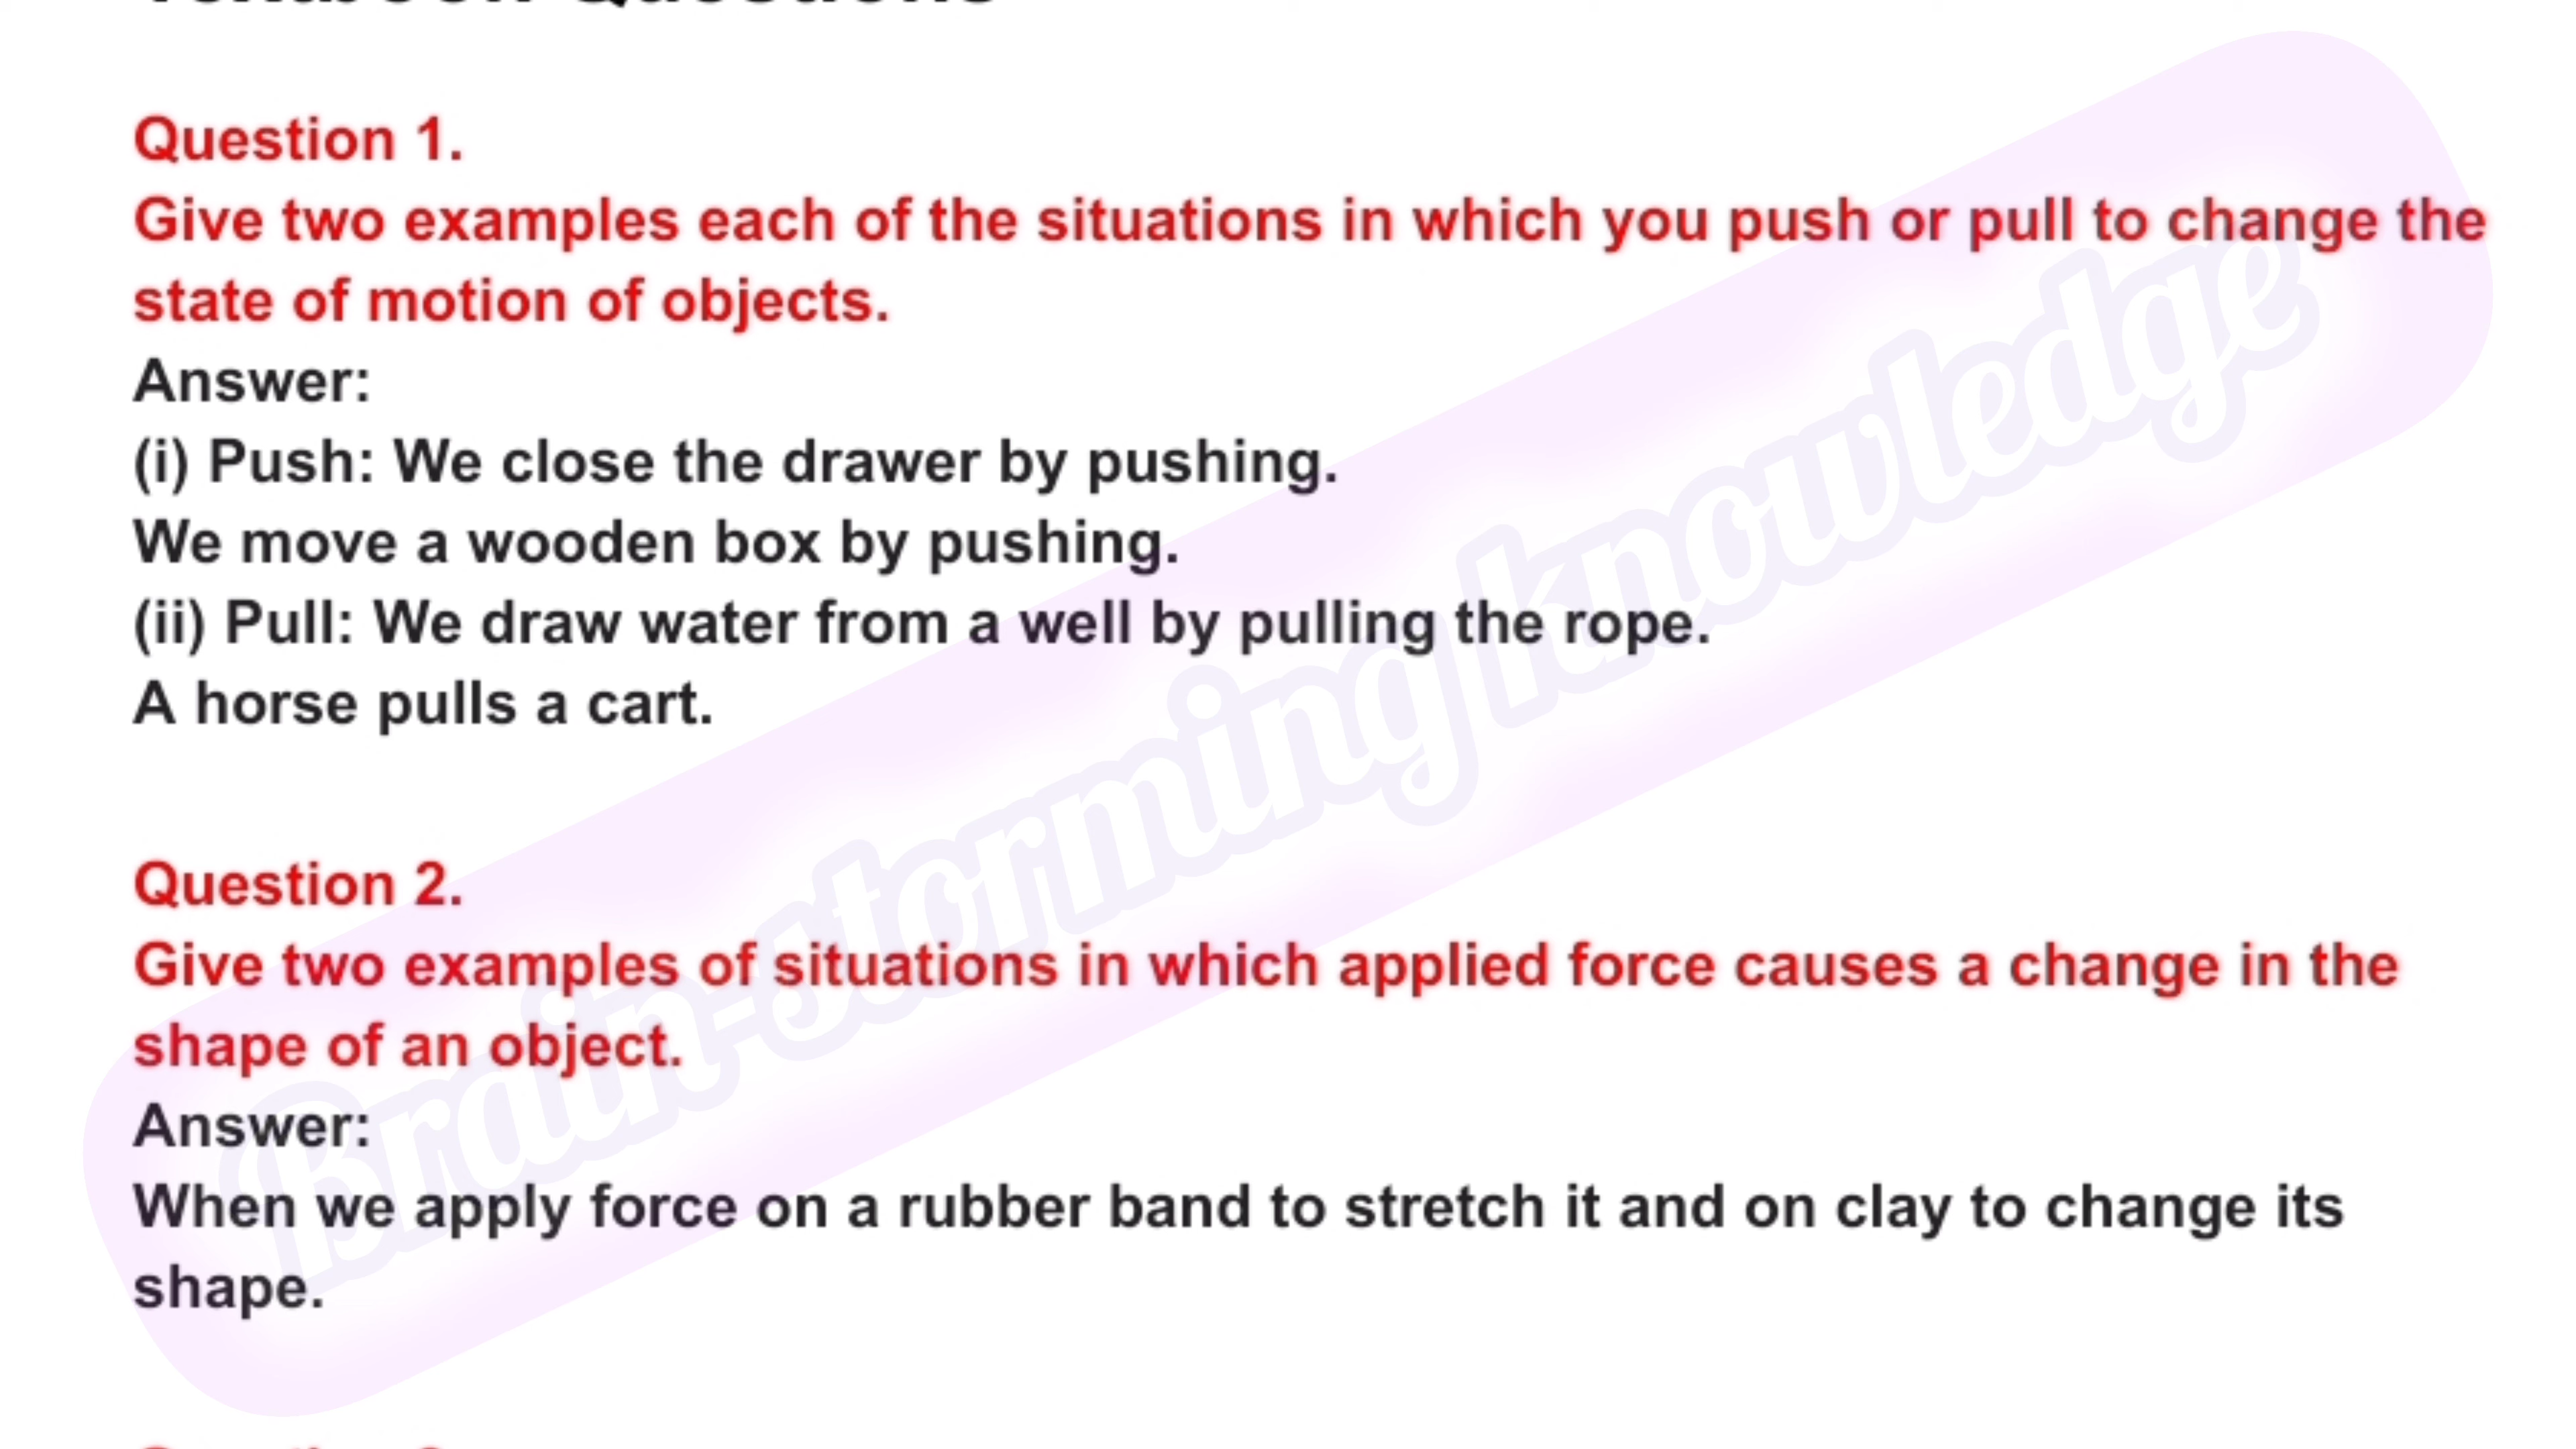 Textbook Questions
Question 1.
Give two examples each of the situations in which you push or pull to change the
state of motion of objects.
Answer:
(i) Push: We close the drawer by pushing.
We move a wooden box by pushing.
(ii) Pull: We draw water from a well by pulling the rope.
A horse pulls a cart.
Question 2.
Give two examples of situations in which applied force causes a change in the
shape of an object.
Answer:
When we apply force on a rubber band to stretch it and on clay to change its
shape.
Brain-storming knowledge